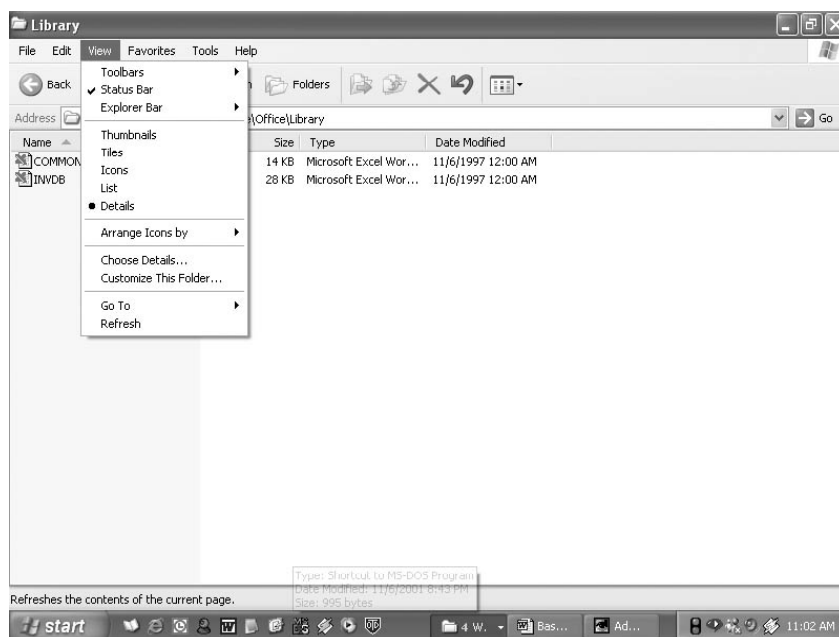 Library
File Edit View Favorites Tools Help
Back Folders
Address \Office\Library Go
Name Size Type Date Modified
COMMON 14 KB Microsoft Excel Wor... 11/6/1997 12:00 AM
INVDB 28 KB Microsoft Excel Wor... 11/6/1997 12:00 AM
Toolbars
Status Bar
Explorer Bar
Thumbnails
Tiles
Icons
List
Details
Arrange Icons by
Choose Details...
Customize This Folder...
Go To
Refresh
Type: Shortcut to MS-DOS Program
Date Modified: 11/6/2001 8:43 PM
Size: 995 bytes
Refreshes the contents of the current page.
start 4 W. Bas... Ad... 11:02 AM